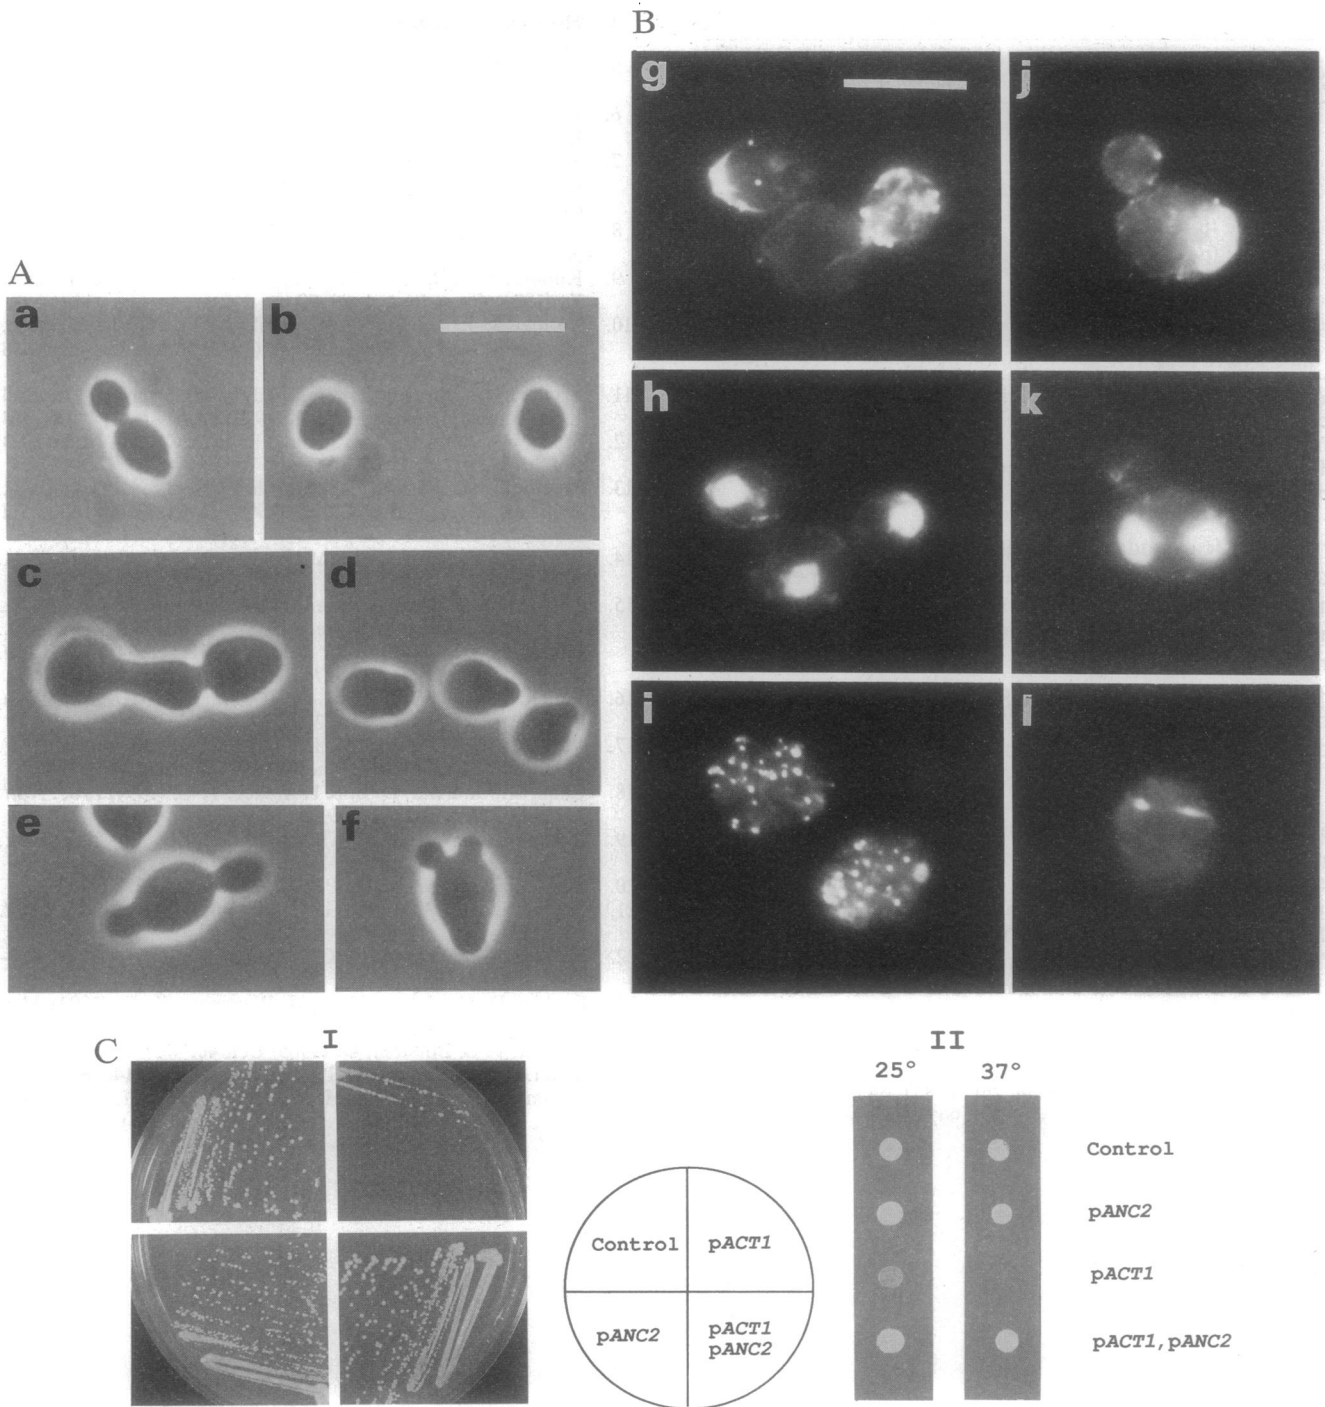 B
g
j
A
a
b
h
k
c
d
i
l
e
f
C
I
II
25°
37°
Control
pANC2
Control
pACT1
pACT1
pANC2
pACT1
pANC2
pACT1,pANC2